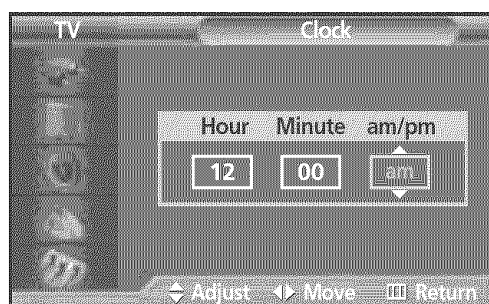 TV Clock
Hour Minute am/pm
12 00 am
Adjust Move Return